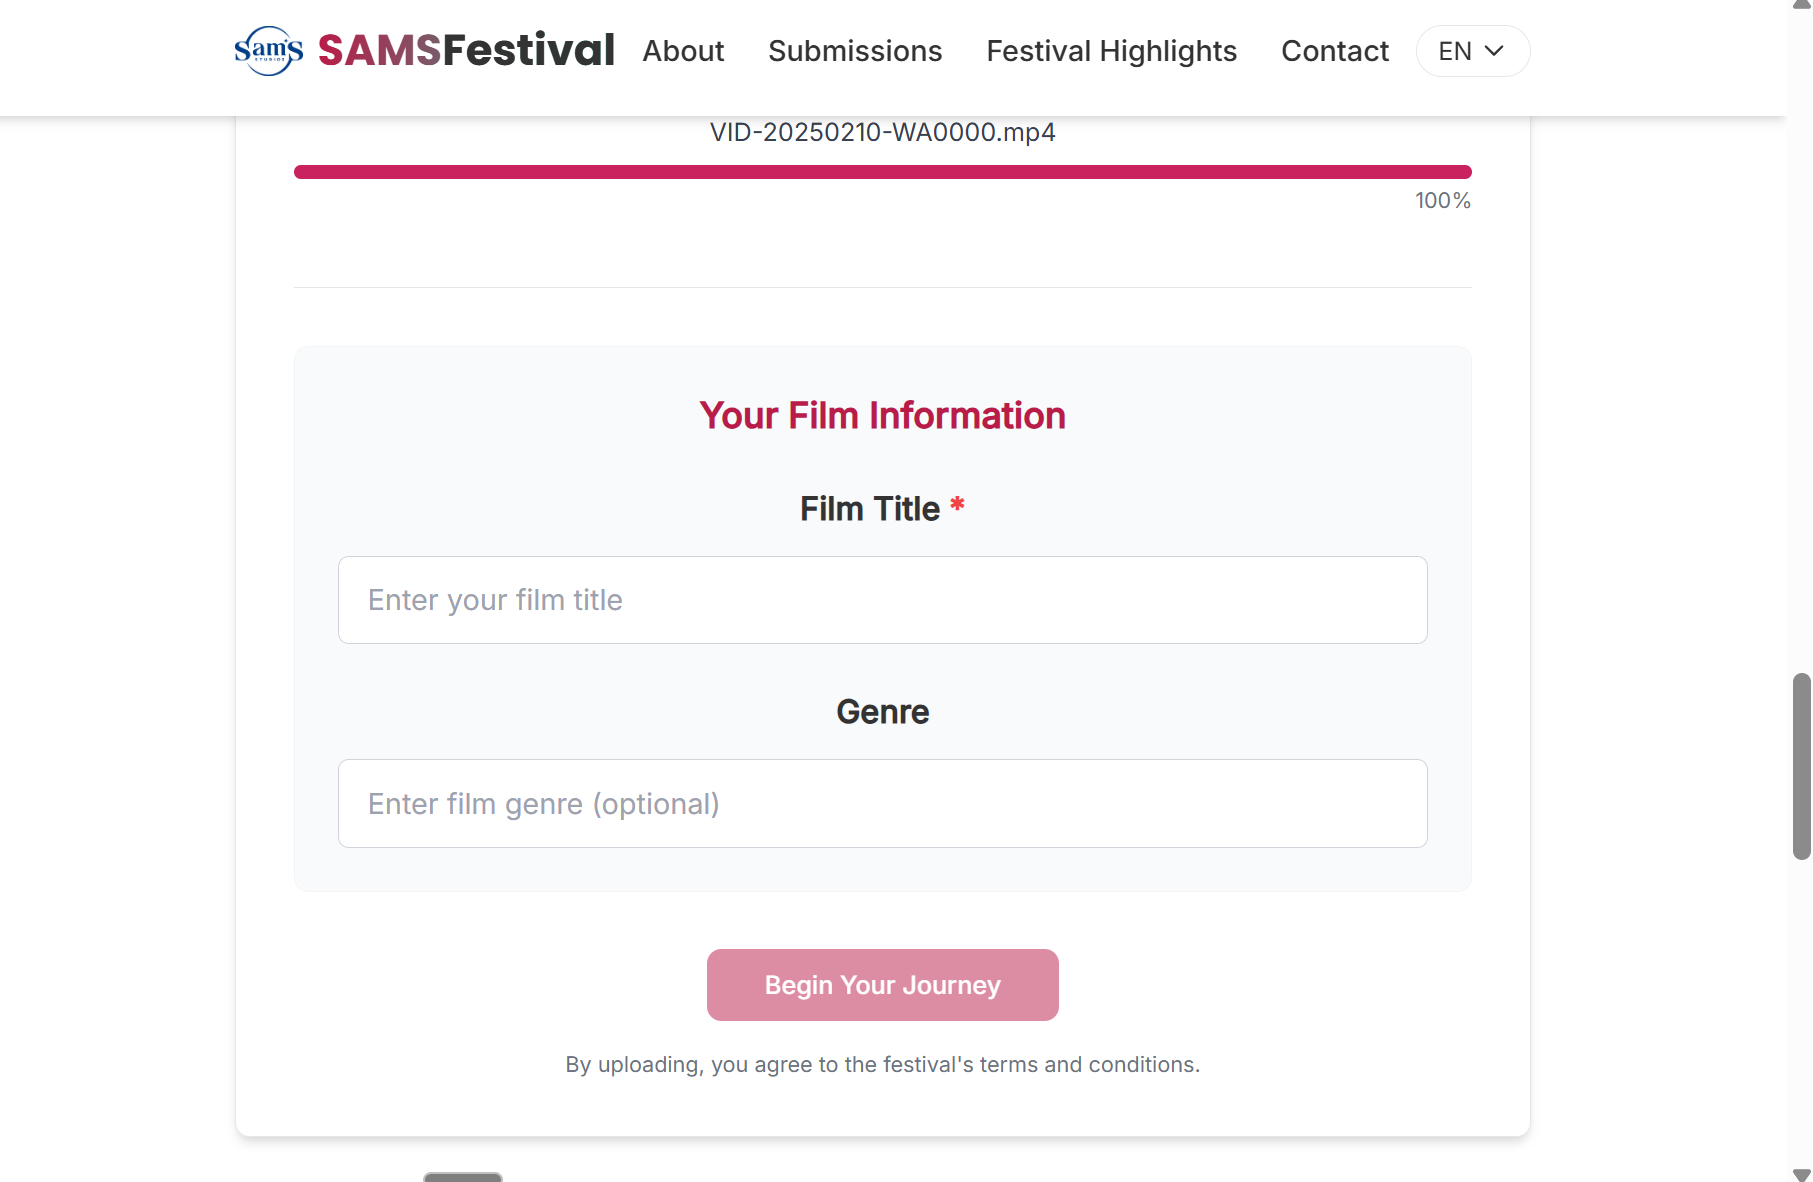 Sam's
STUDIOS
SAMSFestival
About
Submissions
Festival Highlights
Contact
EN
VID-20250210-WA0000.mp4
100%
Your Film Information
Film Title *
Enter your film title
Genre
Enter film genre (optional)
Begin Your Journey
By uploading, you agree to the festival's terms and conditions.